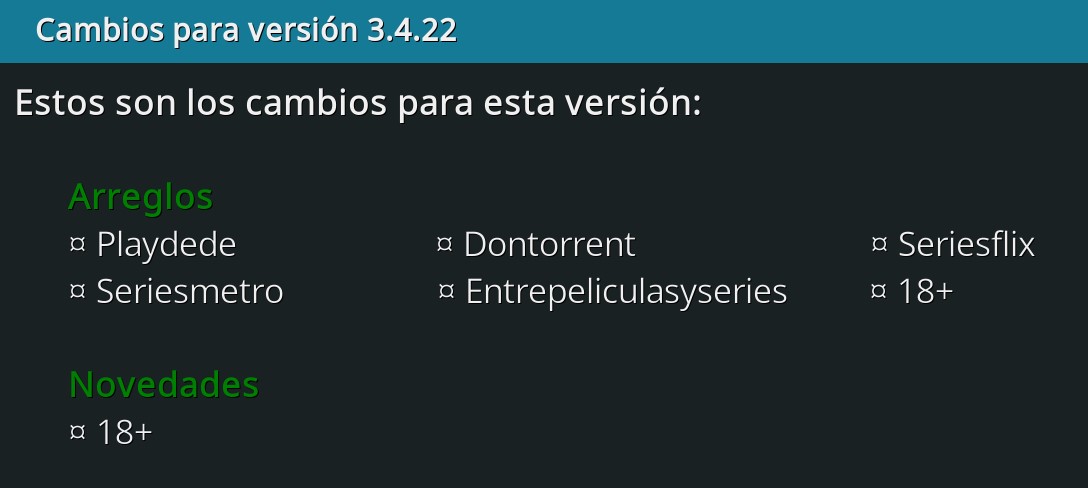 Cambios para versión 3.4.22
Estos son los cambios para esta versión:
Arreglos
¤ Playdede ¤ Dontorrent ¤ Seriesflix
¤ Seriesmetro ¤ Entrepeliculasyseries ¤ 18+
Novedades
¤ 18+